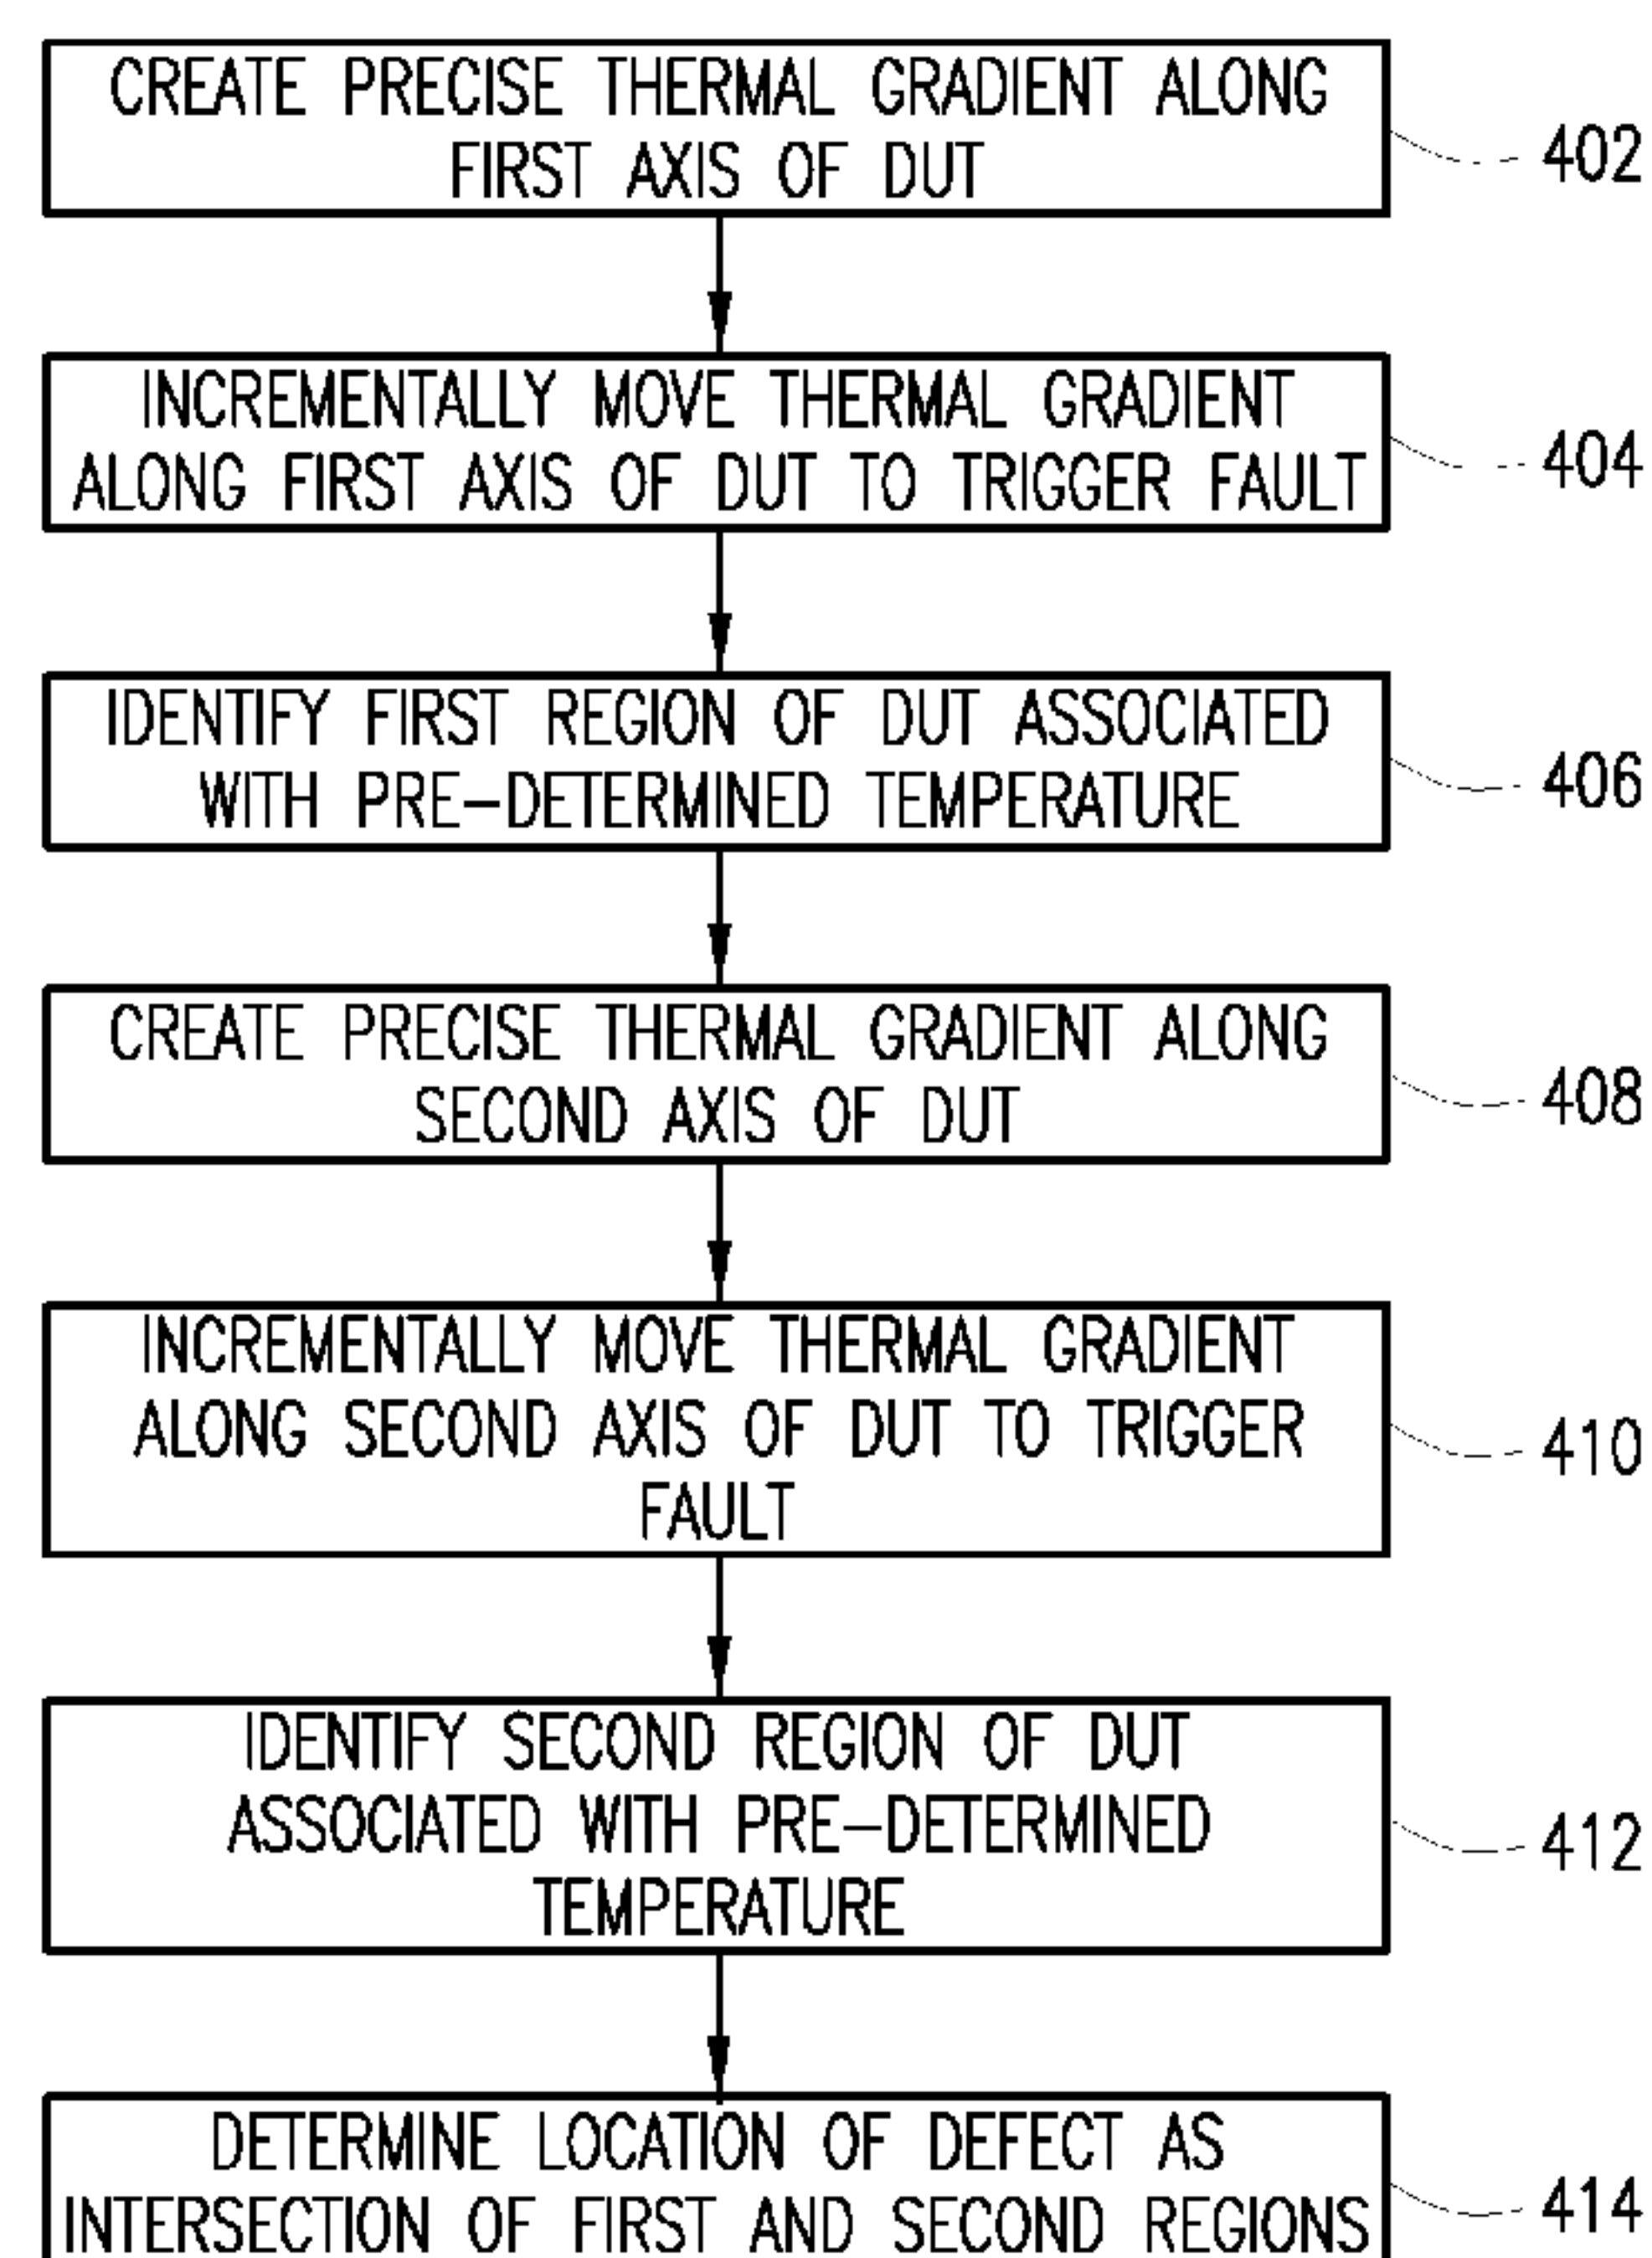 CREATE PRECISE THERMAL GRADIENT ALONG
FIRST AXIS OF DUT
402
INCREMENTALLY MOVE THERMAL GRADIENT
ALONG FIRST AXIS OF DUT TO TRIGGER FAULT
404
IDENTIFY FIRST REGION OF DUT ASSOCIATED
WITH PRE-DETERMINED TEMPERATURE
406
CREATE PRECISE THERMAL GRADIENT ALONG
SECOND AXIS OF DUT
408
INCREMENTALLY MOVE THERMAL GRADIENT
ALONG SECOND AXIS OF DUT TO TRIGGER
FAULT
410
IDENTIFY SECOND REGION OF DUT
ASSOCIATED WITH PRE-DETERMINED
TEMPERATURE
412
DETERMINE LOCATION OF DEFECT AS
INTERSECTION OF FIRST AND SECOND REGIONS
414